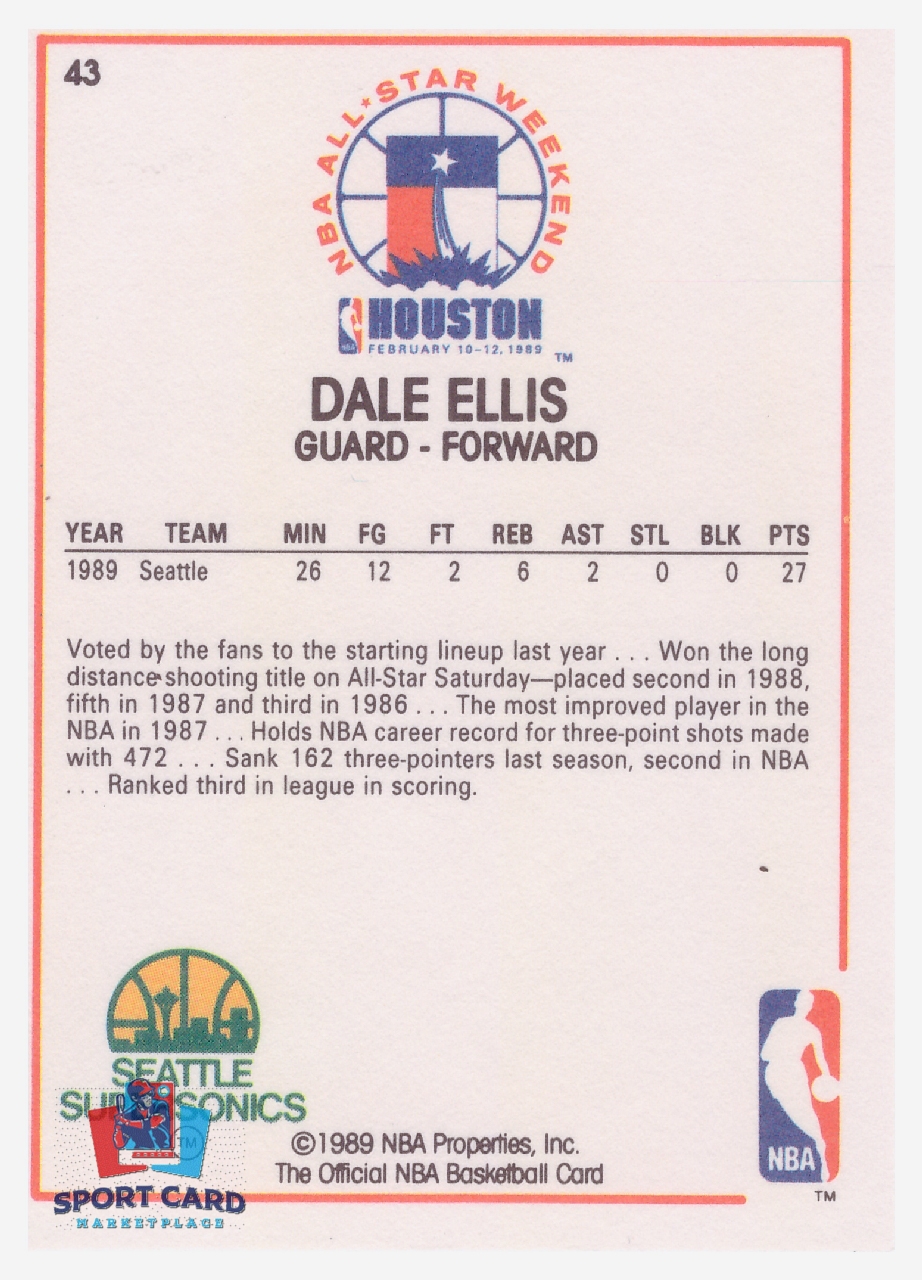 43
NBA ALL★STAR WEEKEND
NBA HOUSTON
FEBRUARY 10-12, 1989 TM
DALE ELLIS
GUARD - FORWARD
YEAR TEAM MIN FG FT REB AST STL BLK PTS
1989 Seattle 26 12 2 6 2 0 0 27
Voted by the fans to the starting lineup last year . . . Won the long
distance shooting title on All-Star Saturday—placed second in 1988,
fifth in 1987 and third in 1986 . . . The most improved player in the
NBA in 1987 . . . Holds NBA career record for three-point shots made
with 472 . . . Sank 162 three-pointers last season, second in NBA
. . . Ranked third in league in scoring.
SEATTLE
SUPERSONICS
TM
©1989 NBA Properties, Inc.
The Official NBA Basketball Card
NBA
TM
SPORT CARD
MARKETPLACE